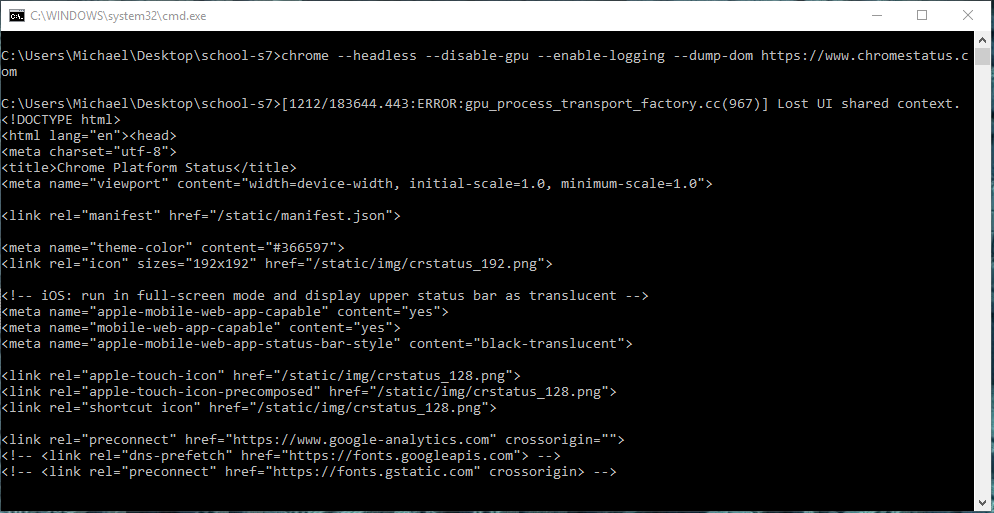 C:\WINDOWS\system32\cmd.exe
C:\Users\Michael\Desktop\school-s7>chrome --headless --disable-gpu --enable-logging --dump-dom https://www.chromestatus.c
om
C:\Users\Michael\Desktop\school-s7>[1212/183644.443:ERROR:gpu_process_transport_factory.cc(967)] Lost UI shared context.
<!DOCTYPE html>
<html lang="en"><head>
<meta charset="utf-8">
<title>Chrome Platform Status</title>
<meta name="viewport" content="width=device-width, initial-scale=1.0, minimum-scale=1.0">
<link rel="manifest" href="/static/manifest.json">
<meta name="theme-color" content="#366597">
<link rel="icon" sizes="192x192" href="/static/img/crstatus_192.png">
<!-- iOS: run in full-screen mode and display upper status bar as translucent -->
<meta name="apple-mobile-web-app-capable" content="yes">
<meta name="mobile-web-app-capable" content="yes">
<meta name="apple-mobile-web-app-status-bar-style" content="black-translucent">
<link rel="apple-touch-icon" href="/static/img/crstatus_128.png">
<link rel="apple-touch-icon-precomposed" href="/static/img/crstatus_128.png">
<link rel="shortcut icon" href="/static/img/crstatus_128.png">
<link rel="preconnect" href="https://www.google-analytics.com" crossorigin="">
<!-- <link rel="dns-prefetch" href="https://fonts.googleapis.com"> -->
<!-- <link rel="preconnect" href="https://fonts.gstatic.com" crossorigin> -->